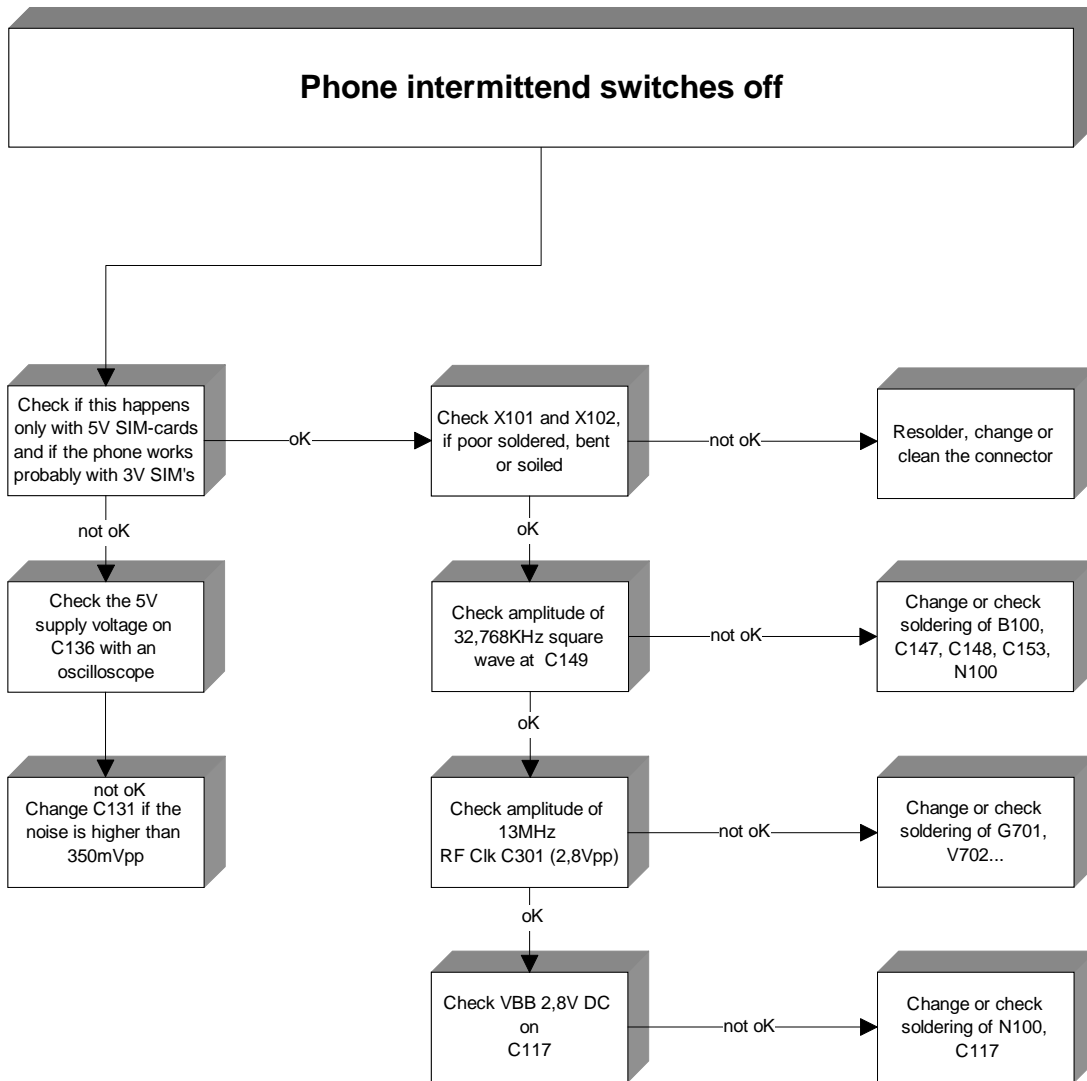 Phone intermittend switches off
Check if this happens
only with 5V SIM-cards
and if the phone works
probably with 3V SIM's
oK
Check X101 and X102,
if poor soldered, bent
or soiled
not oK
Resolder, change or
clean the connector
not oK
oK
Check the 5V
supply voltage on
C136 with an
oscilloscope
Check amplitude of
32,768KHz square
wave at C149
not oK
Change or check
soldering of B100,
C147, C148, C153,
N100
oK
not oK
Change C131 if the
noise is higher than
350mVpp
Check amplitude of
13MHz
RF Clk C301 (2,8Vpp)
not oK
Change or check
soldering of G701,
V702...
oK
Check VBB 2,8V DC
on
C117
not oK
Change or check
soldering of N100,
C117